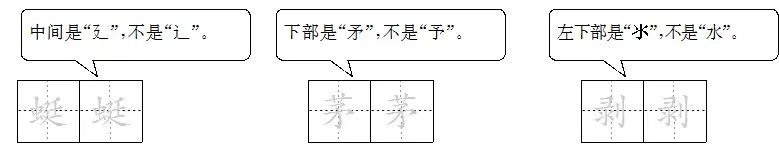 中间是“廴”,不是“辶”。
下部是“矛”,不是“予”。
左下部是“氺”,不是“水”。
蜓 蜓
茅 茅
剥 剥